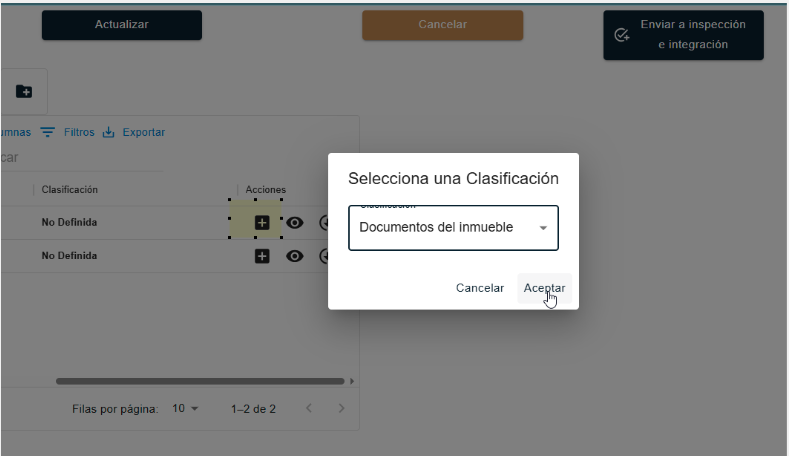 Actualizar
Cancelar
Enviar a inspección
e integración
umnas Filtros Exportar
car
Clasificación Acciones
No Definida
No Definida
Selecciona una Clasificación
Clasificación
Documentos del inmueble
Cancelar Aceptar
Filas por página: 10 1–2 de 2